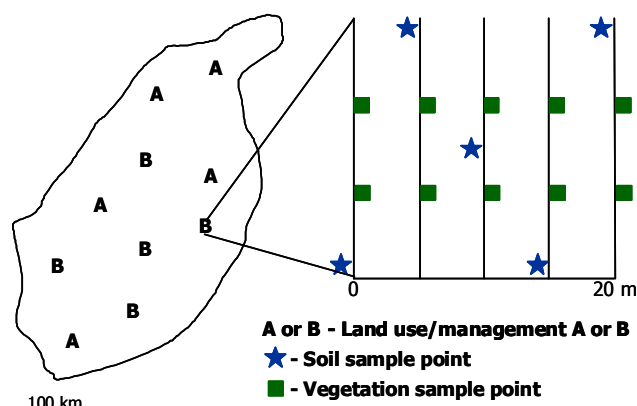 A
A
B
A
A
B
B
B
B
A
0
20 m
A or B - Land use/management A or B
- Soil sample point
- Vegetation sample point
100 km